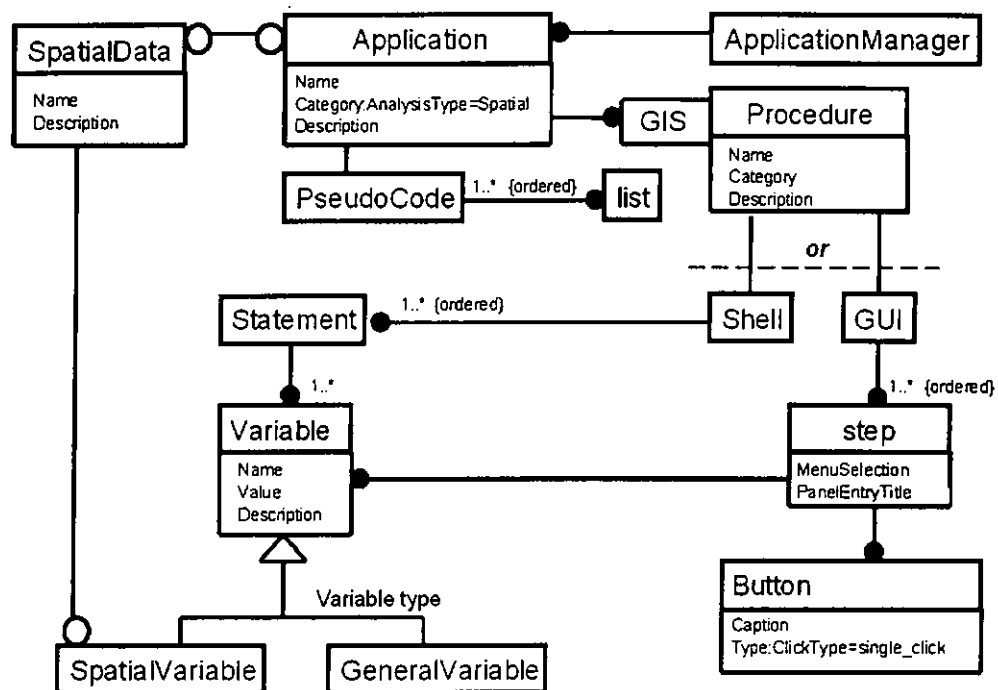 SpatialData
Name
Description
Application
Name
Category:AnalysisType=Spatial
Description
ApplicationManager
GIS
Procedure
Name
Category
Description
PseudoCode
1..* {ordered}
list
or
Statement
1..* {ordered}
Shell
GUI
1..*
1..* {ordered}
Variable
Name
Value
Description
step
MenuSelection
PanelEntryTitle
Variable type
Button
Caption
Type:ClickType=single_click
SpatialVariable
GeneralVariable